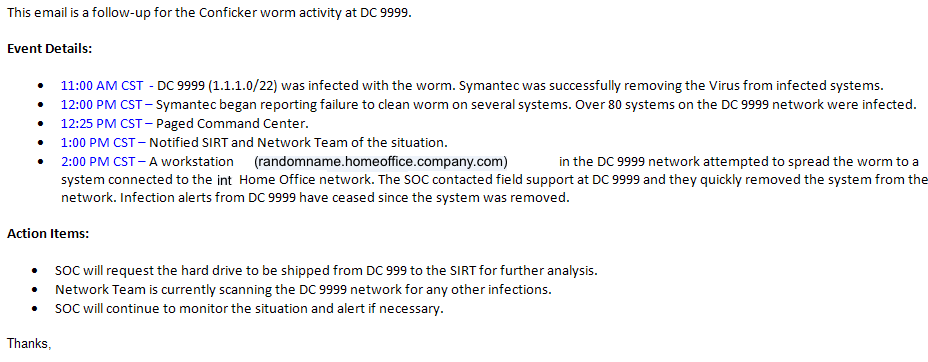 This email is a follow-up for the Conficker worm activity at DC 9999.
Event Details:
• 11:00 AM CST - DC 9999 (1.1.1.0/22) was infected with the worm. Symantec was successfully removing the Virus from infected systems.
• 12:00 PM CST – Symantec began reporting failure to clean worm on several systems. Over 80 systems on the DC 9999 network were infected.
• 12:25 PM CST – Paged Command Center.
• 1:00 PM CST – Notified SIRT and Network Team of the situation.
• 2:00 PM CST – A workstation (randomname.homeoffice.company.com) in the DC 9999 network attempted to spread the worm to a
system connected to the int Home Office network. The SOC contacted field support at DC 9999 and they quickly removed the system from the
network. Infection alerts from DC 9999 have ceased since the system was removed.
Action Items:
• SOC will request the hard drive to be shipped from DC 999 to the SIRT for further analysis.
• Network Team is currently scanning the DC 9999 network for any other infections.
• SOC will continue to monitor the situation and alert if necessary.
Thanks,